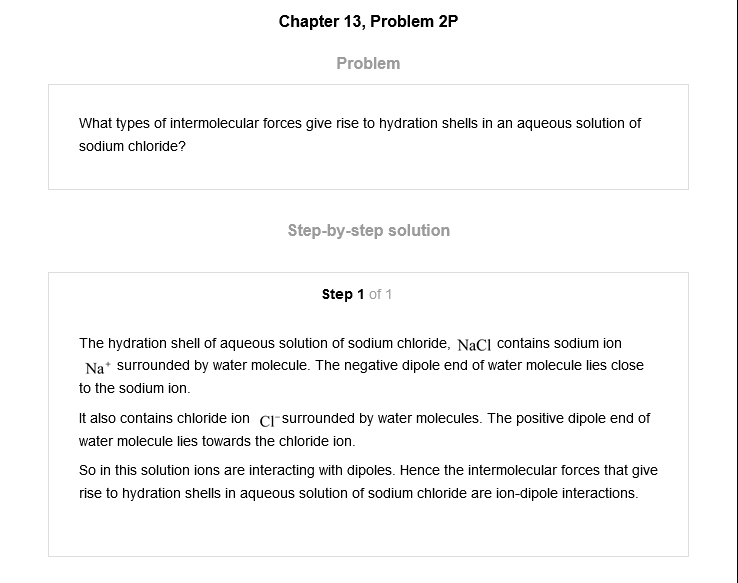 Chapter 13, Problem 2P
Problem
What types of intermolecular forces give rise to hydration shells in an aqueous solution of
sodium chloride?
Step-by-step solution
Step 1 of 1
The hydration shell of aqueous solution of sodium chloride, NaCl contains sodium ion
Na⁺ surrounded by water molecule. The negative dipole end of water molecule lies close
to the sodium ion.
It also contains chloride ion Cl⁻ surrounded by water molecules. The positive dipole end of
water molecule lies towards the chloride ion.
So in this solution ions are interacting with dipoles. Hence the intermolecular forces that give
rise to hydration shells in aqueous solution of sodium chloride are ion-dipole interactions.